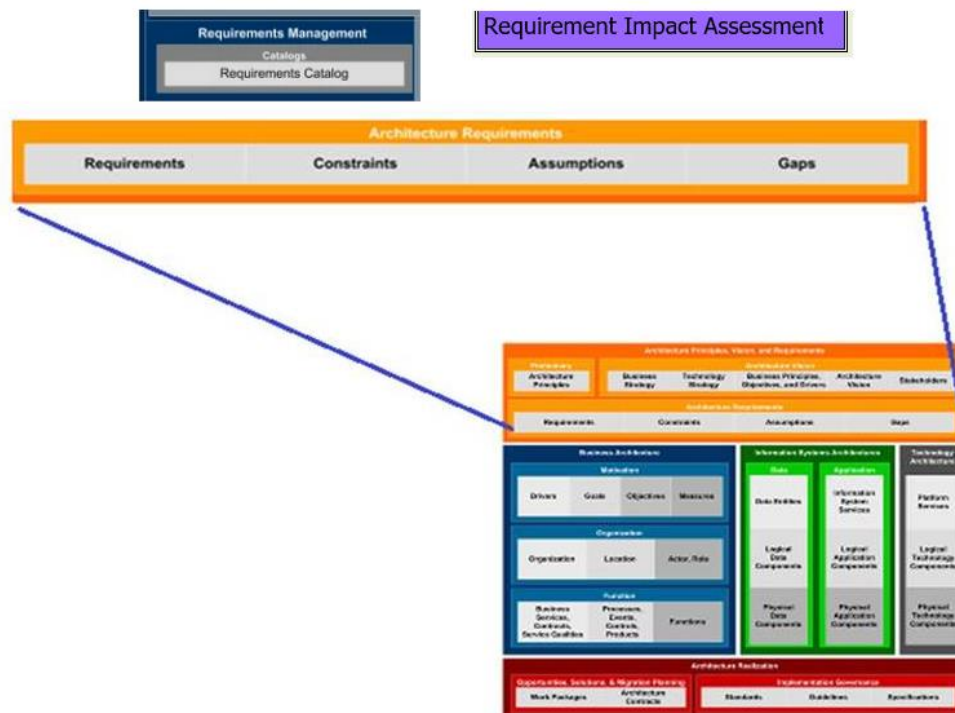 Requirements Management
Catalogs
Requirements Catalog
Requirement Impact Assessment
Architecture Requirements
Requirements Constraints Assumptions Gaps
Architecture Principles, Vision, and Requirements
Preliminary
Architecture Vision
Architecture
Principles
Business
Strategy
Technology
Strategy
Business Principles,
Objectives, and Drivers
Architecture
Vision
Stakeholders
Architecture Requirements
Requirements Constraints Assumptions Gaps
Business Architecture
Motivation
Drivers Goals Objectives Measures
Organization
Organization Location Actor, Role
Function
Business
Services,
Contracts,
Service Qualities
Processes,
Events,
Controls,
Products
Functions
Information Systems Architectures
Data
Data Entities
Logical
Data
Components
Physical
Data
Components
Application
Information
System
Services
Logical
Application
Components
Physical
Application
Components
Technology
Architecture
Platform
Services
Logical
Technology
Components
Physical
Technology
Components
Architecture Realization
Opportunities, Solutions, & Migration Planning
Work Packages
Architecture
Contracts
Implementation Governance
Standards Guidelines Specifications